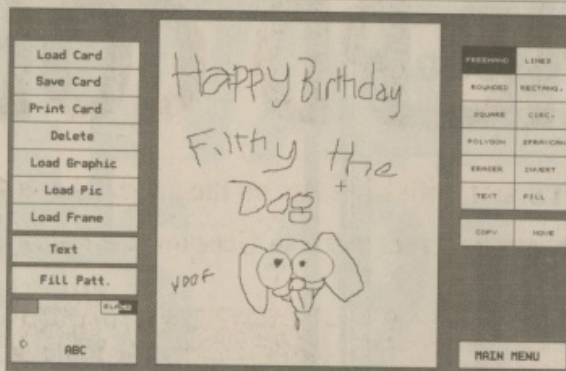 Load Card
Save Card
Print Card
Delete
Load Graphic
Load Pic
Load Frame
Text
Fill Patt.
ABC
Happy Birthday
Filthy the
Dog
WOOF
FREEHAND LINES
ROUNDED RECTANG.
SQUARE CIRC.
POLYGON SPRAYCAN
ERASER INVERT
TEXT FILL
COPY MOVE
MAIN MENU